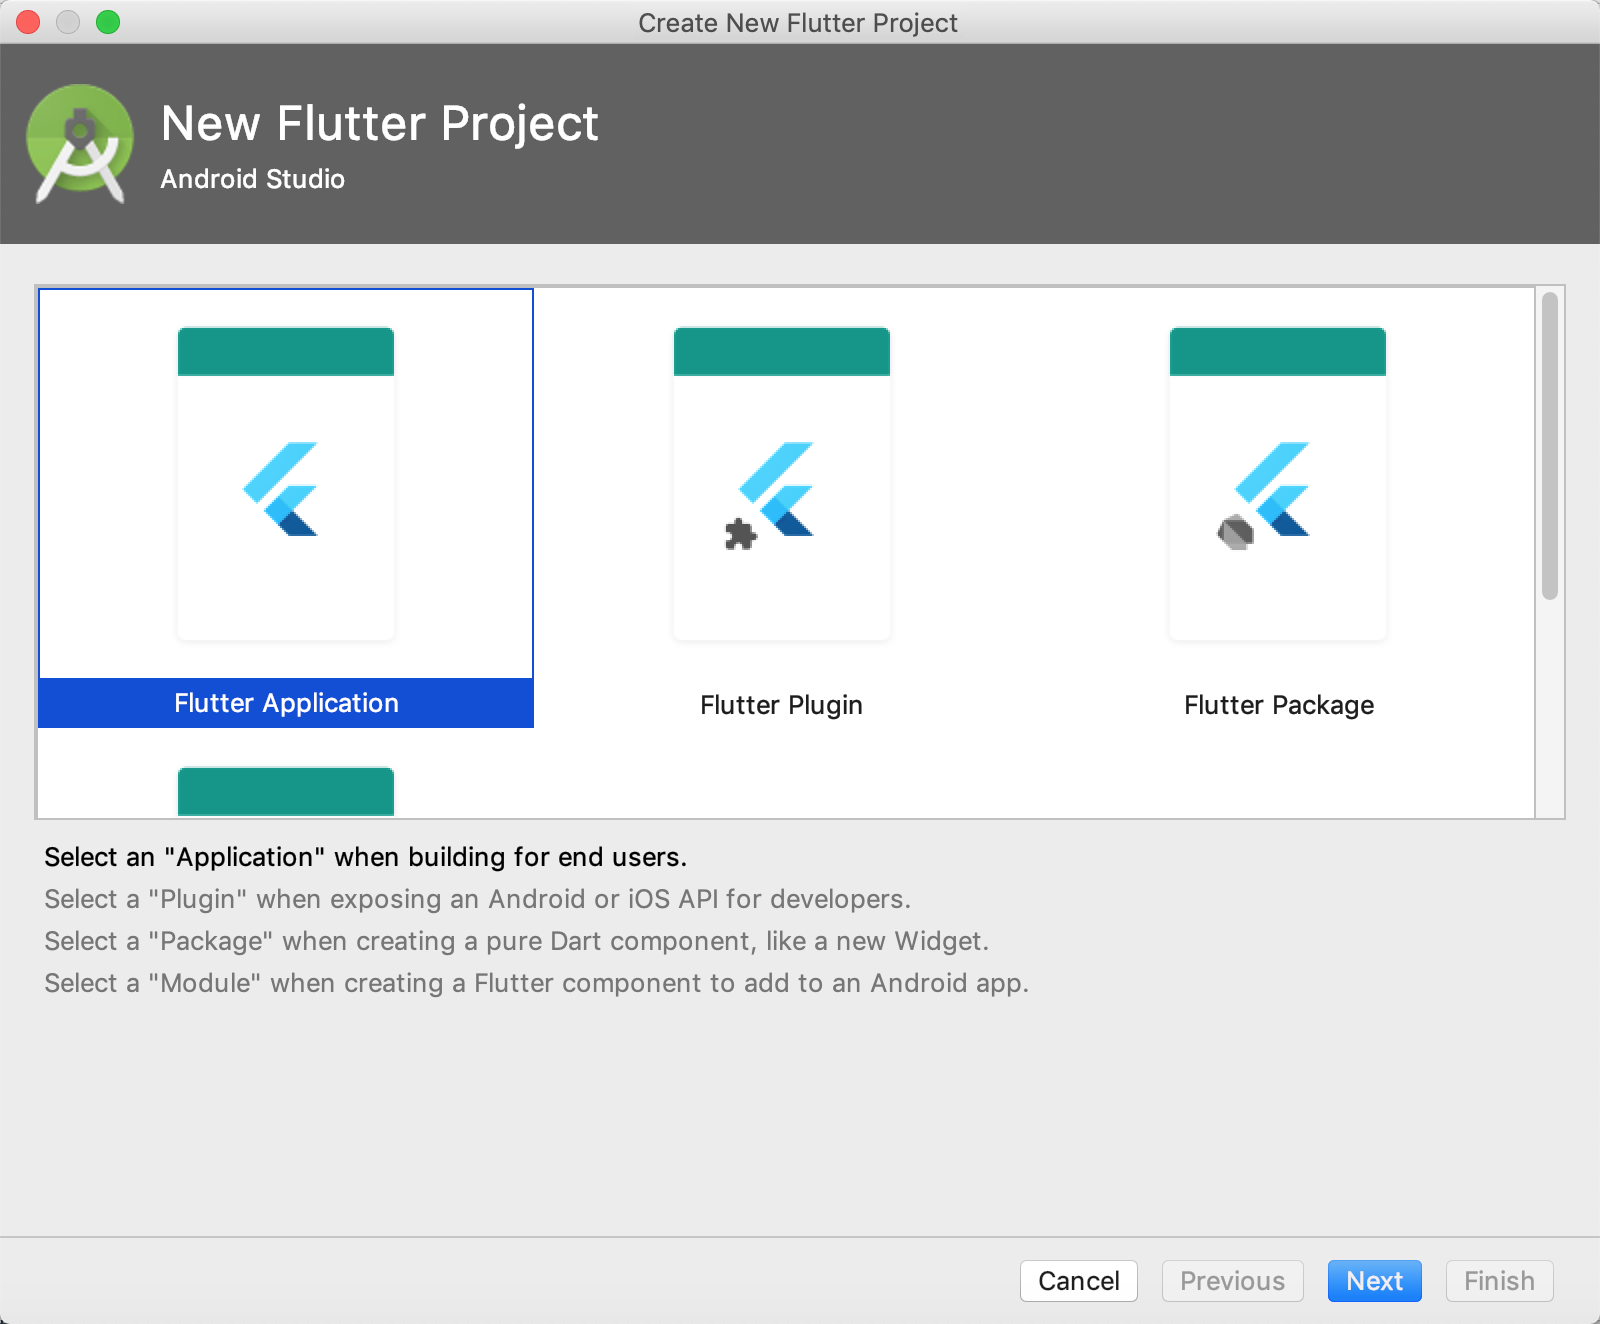 Create New Flutter Project
New Flutter Project
Android Studio
Flutter Application
Flutter Plugin
Flutter Package
Select an "Application" when building for end users.
Select a "Plugin" when exposing an Android or iOS API for developers.
Select a "Package" when creating a pure Dart component, like a new Widget.
Select a "Module" when creating a Flutter component to add to an Android app.
Cancel
Previous
Next
Finish